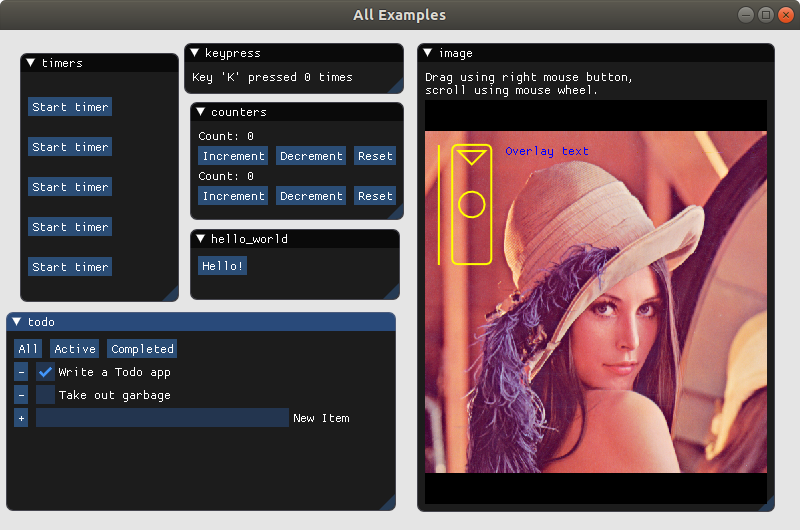 All Examples
timers
Start timer
Start timer
Start timer
Start timer
Start timer
keypress
Key 'K' pressed 0 times
counters
Count: 0
Increment Decrement Reset
Count: 0
Increment Decrement Reset
hello_world
Hello!
todo
All Active Completed
- Write a Todo app
- Take out garbage
+ New Item
image
Drag using right mouse button,
scroll using mouse wheel.
Overlay text